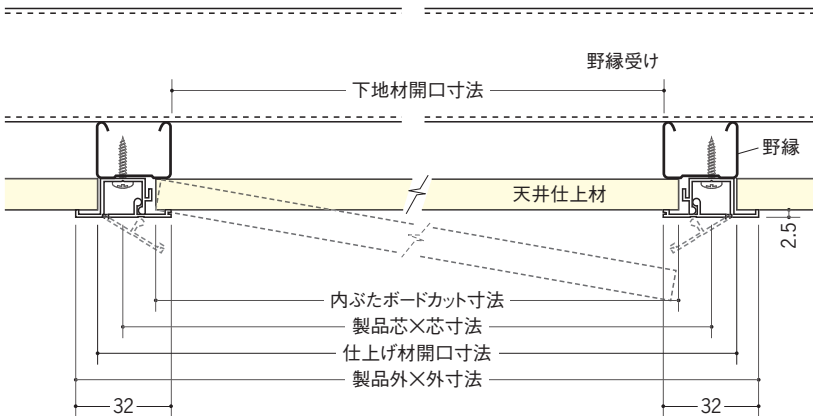 野縁受け
下地材開口寸法
野縁
天井仕上材
2.5
内ぶたボードカット寸法
製品芯×芯寸法
仕上げ材開口寸法
製品外×外寸法
32
32